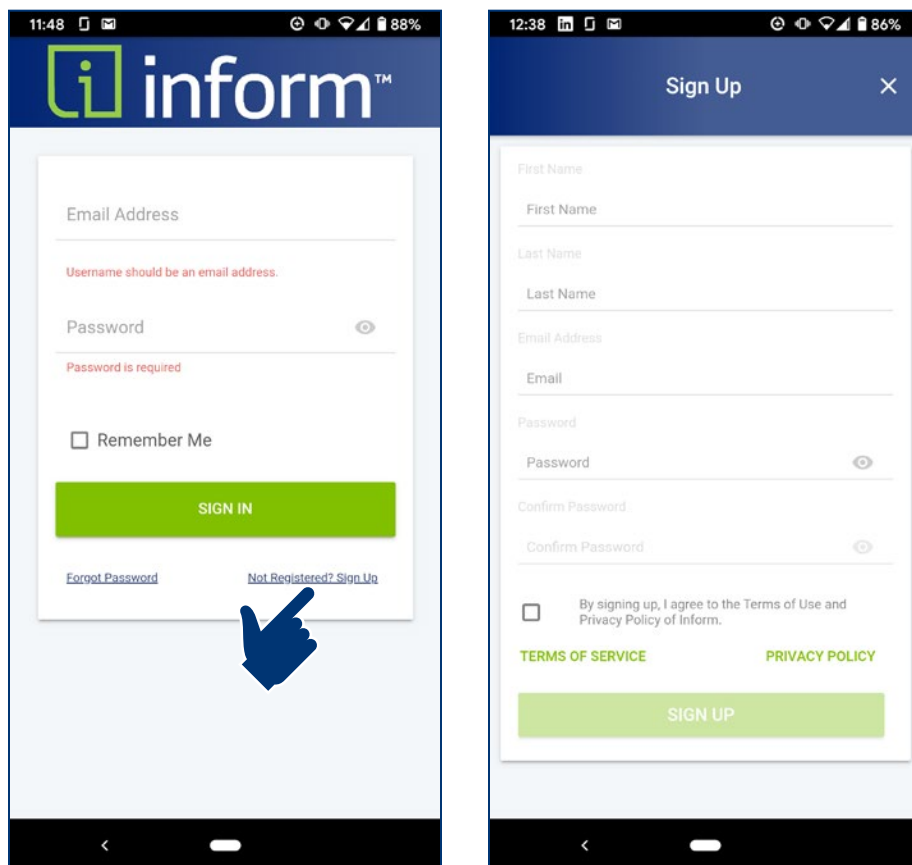 11:48
88%
inform™
Email Address
Username should be an email address.
Password
Password is required
Remember Me
SIGN IN
Forgot Password
Not Registered? Sign Up
12:38
in
86%
Sign Up
First Name
First Name
Last Name
Last Name
Email Address
Email
Password
Password
Confirm Password
Confirm Password
By signing up, I agree to the Terms of Use and
Privacy Policy of Inform.
TERMS OF SERVICE
PRIVACY POLICY
SIGN UP